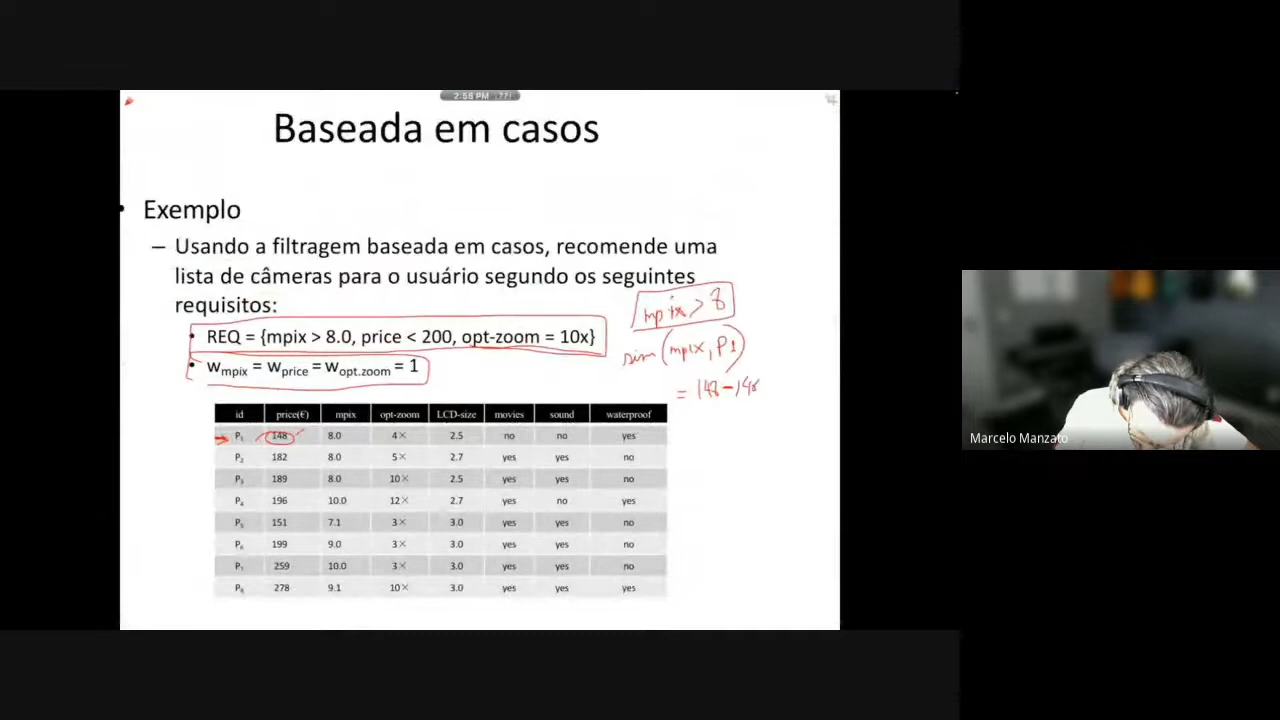 2:56 PM
Baseada em casos
• Exemplo
– Usando a filtragem baseada em casos, recomende uma
lista de câmeras para o usuário segundo os seguintes
requisitos:
• REQ = {mpix > 8.0, price < 200, opt-zoom = 10x}
• wmpix = wprice = wopt.zoom = 1
mpix > 8
sim (mpix, P1)
= 148-148
id price(€) mpix opt-zoom LCD-size movies sound waterproof
P1 148 8.0 4× 2.5 no no yes
P2 182 8.0 5× 2.7 yes yes no
P3 189 8.0 10× 2.5 yes yes no
P4 196 10.0 12× 2.7 yes no yes
P5 151 7.1 3× 3.0 yes yes no
P6 199 9.0 3× 3.0 yes yes no
P7 259 10.0 3× 3.0 yes yes no
P8 278 9.1 10× 3.0 yes yes yes
Marcelo Manzato